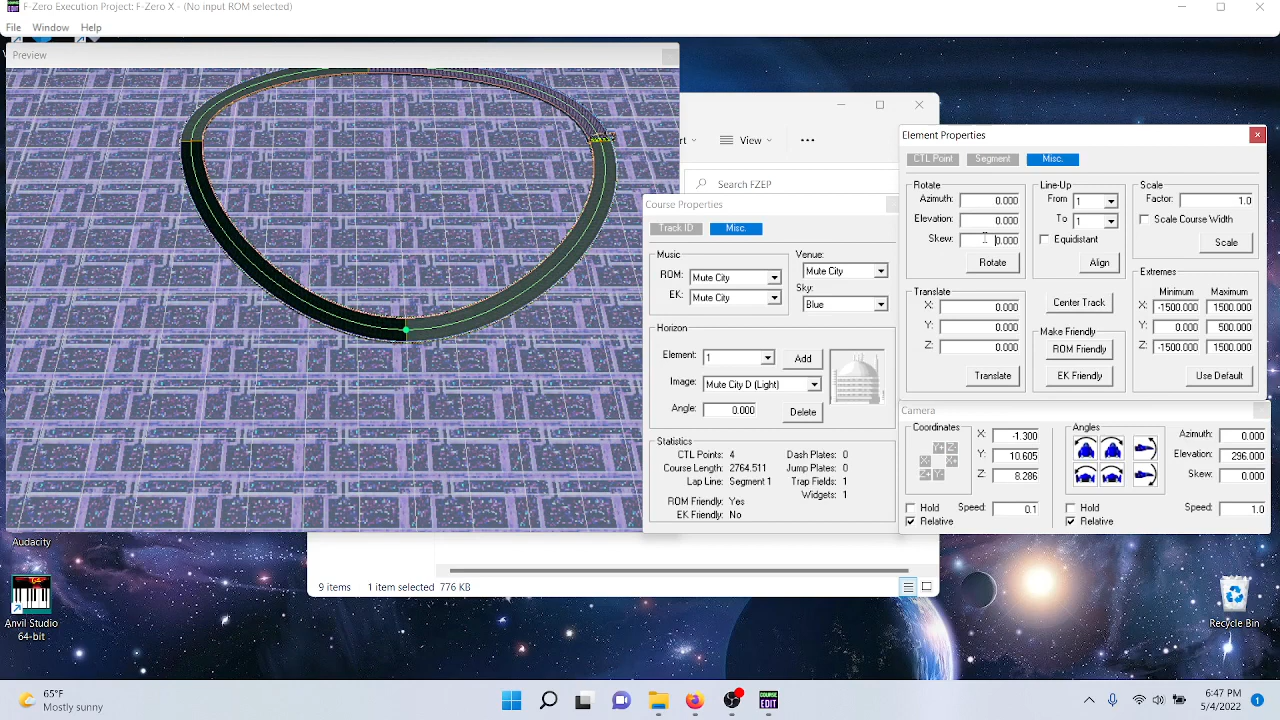 F-Zero Execution Project: F-Zero X - (No input ROM selected)
File Window Help
Preview
View
Search FZEP
Course Properties
Track ID Misc.
Music
ROM: Mute City
EK: Mute City
Venue:
Mute City
Sky:
Blue
Horizon
Element: 1 Add
Image: Mute City D (Light)
Angle: 0.000 Delete
Statistics
CTL Points: 4 Dash Plates: 0
Course Length: 2764.511 Jump Plates: 0
Lap Line: Segment 1 Trap Fields: 1
Widgets: 1
ROM Friendly: Yes
EK Friendly: No
Element Properties
CTL Point Segment Misc.
Rotate
Azimuth: 0.000
Elevation: 0.000
Skew: 0.000
Rotate
Line-Up
From 1
To 1
Equidistant
Align
Scale
Factor: 1.0
Scale Course Width
Scale
Translate
X: 0.000
Y: 0.000
Z: 0.000
Translate
Center Track
Make Friendly
ROM Friendly
EK Friendly
Extremes
Minimum Maximum
X: -1500.000 1500.000
Y: 0.000 500.000
Z: -1500.000 1500.000
Use Default
Camera
Coordinates
X -1.300
Y: 10.605
Z: 8.286
Hold Speed: 0.1
Relative
Angles
Azimuth: 0.000
Elevation: 296.000
Skew: 0.000
Hold Speed: 1.0
Relative
Audacity
9 items 1 item selected 776 KB
Anvil Studio
64-bit
Recycle Bin
65°F
Mostly sunny
COURSE
EDIT
6:47 PM
5/4/2022
1